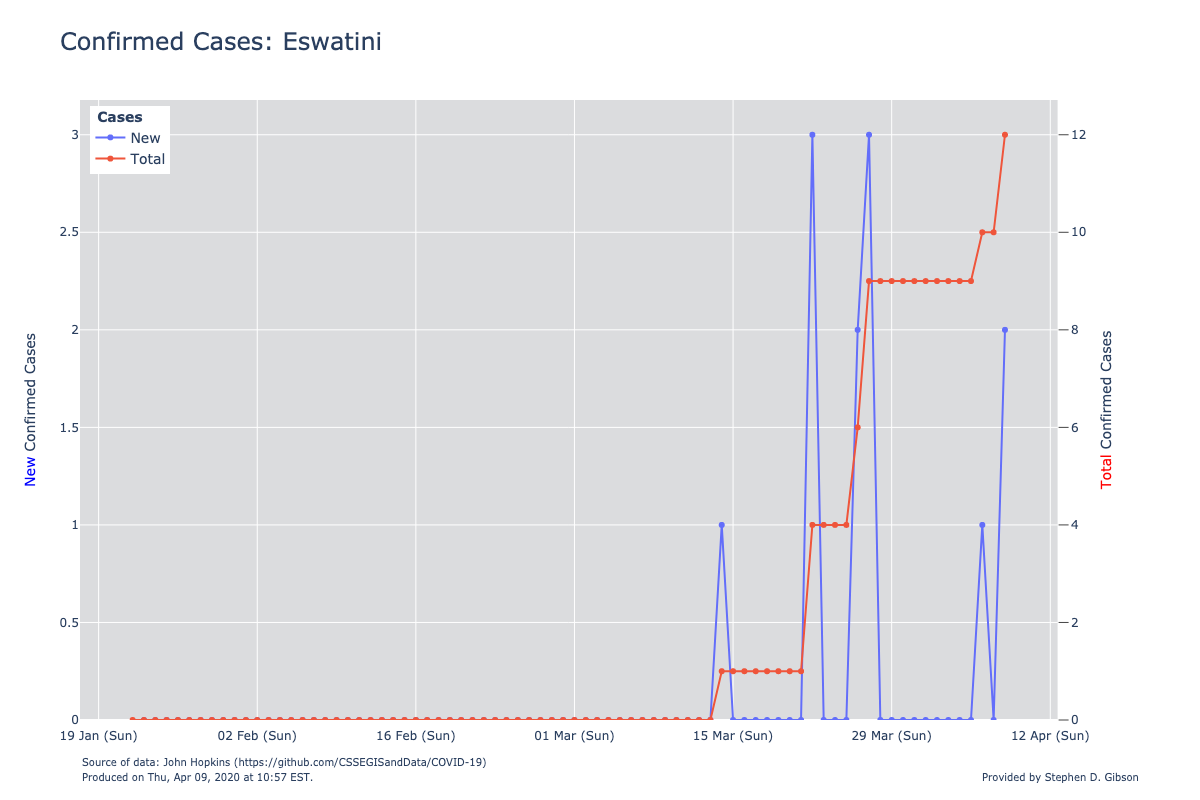 Confirmed Cases: Eswatini
Cases
New
Total
3
2.5
2
1.5
1
0.5
0
12
10
8
6
4
2
0
New Confirmed Cases
Total Confirmed Cases
19 Jan (Sun)
02 Feb (Sun)
16 Feb (Sun)
01 Mar (Sun)
15 Mar (Sun)
29 Mar (Sun)
12 Apr (Sun)
Source of data: John Hopkins (https://github.com/CSSEGISandData/COVID-19)
Produced on Thu, Apr 09, 2020 at 10:57 EST.
Provided by Stephen D. Gibson